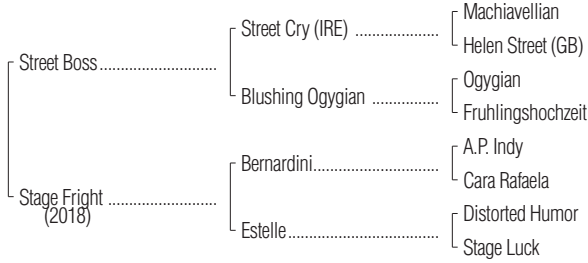 Machiavellian
Street Cry (IRE) ....................
Helen Street (GB)
Street Boss............................
Ogygian
Blushing Ogygian ................
Fruhlingshochzeit
A.P. Indy
Bernardini..............................
Cara Rafaela
Stage Fright ..........................
(2018)
Distorted Humor
Estelle....................................
Stage Luck